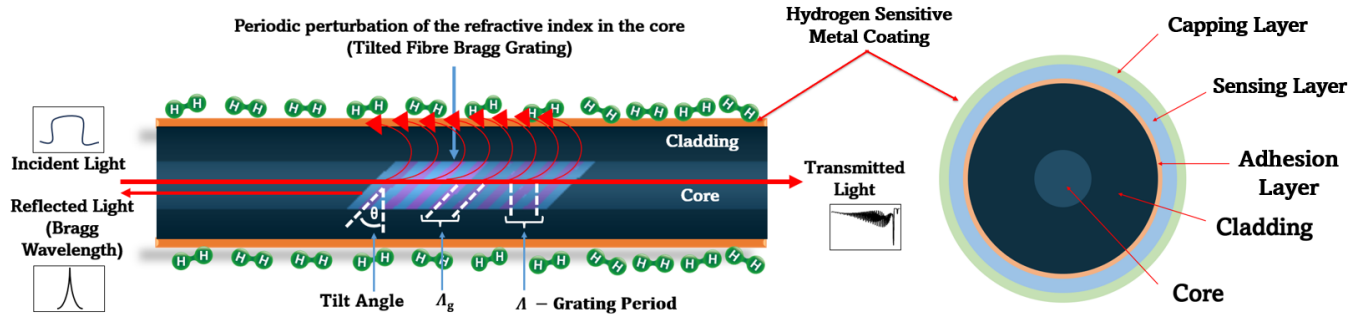 Periodic perturbation of the refractive index in the core
(Tilted Fibre Bragg Grating)
Hydrogen Sensitive
Metal Coating
Capping Layer
Sensing Layer
Adhesion
Layer
Cladding
Core
H H H H H H H H H H H H H H H H H H
Incident Light
Cladding
Core
Reflected Light
(Bragg
Wavelength)
Transmitted
Light
θ
T
H H H H H H H H H H H H H H H H H H
Tilt Angle
Λg
Λ – Grating Period